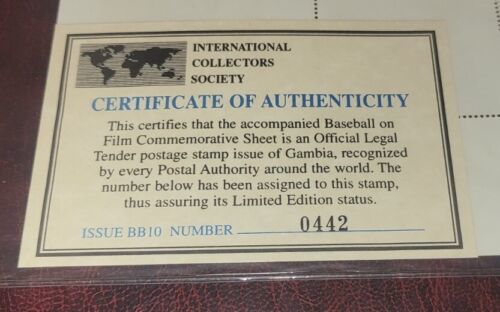 INTERNATIONAL
COLLECTORS
SOCIETY
CERTIFICATE OF AUTHENTICITY
This certifies that the accompanied Baseball on
Film Commemorative Sheet is an Official Legal
Tender postage stamp issue of Gambia, recognized
by every Postal Authority around the world. The
number below has been assigned to this stamp,
thus assuring its Limited Edition status.
ISSUE BB10 NUMBER 0442